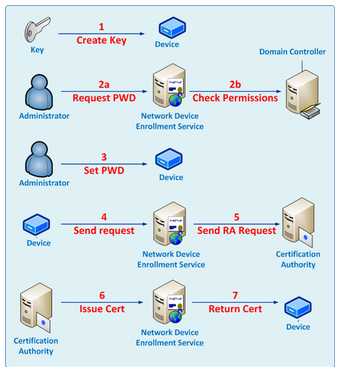 1
Create Key
Key
Device
Domain Controller
2a
Request PWD
2b
Check Permissions
Administrator
Network Device
Enrollment Service
3
Set PWD
Administrator
Device
4
Send request
5
Send RA Request
Device
Network Device
Enrollment Service
Certification
Authority
6
Issue Cert
7
Return Cert
Certification
Authority
Network Device
Enrollment Service
Device